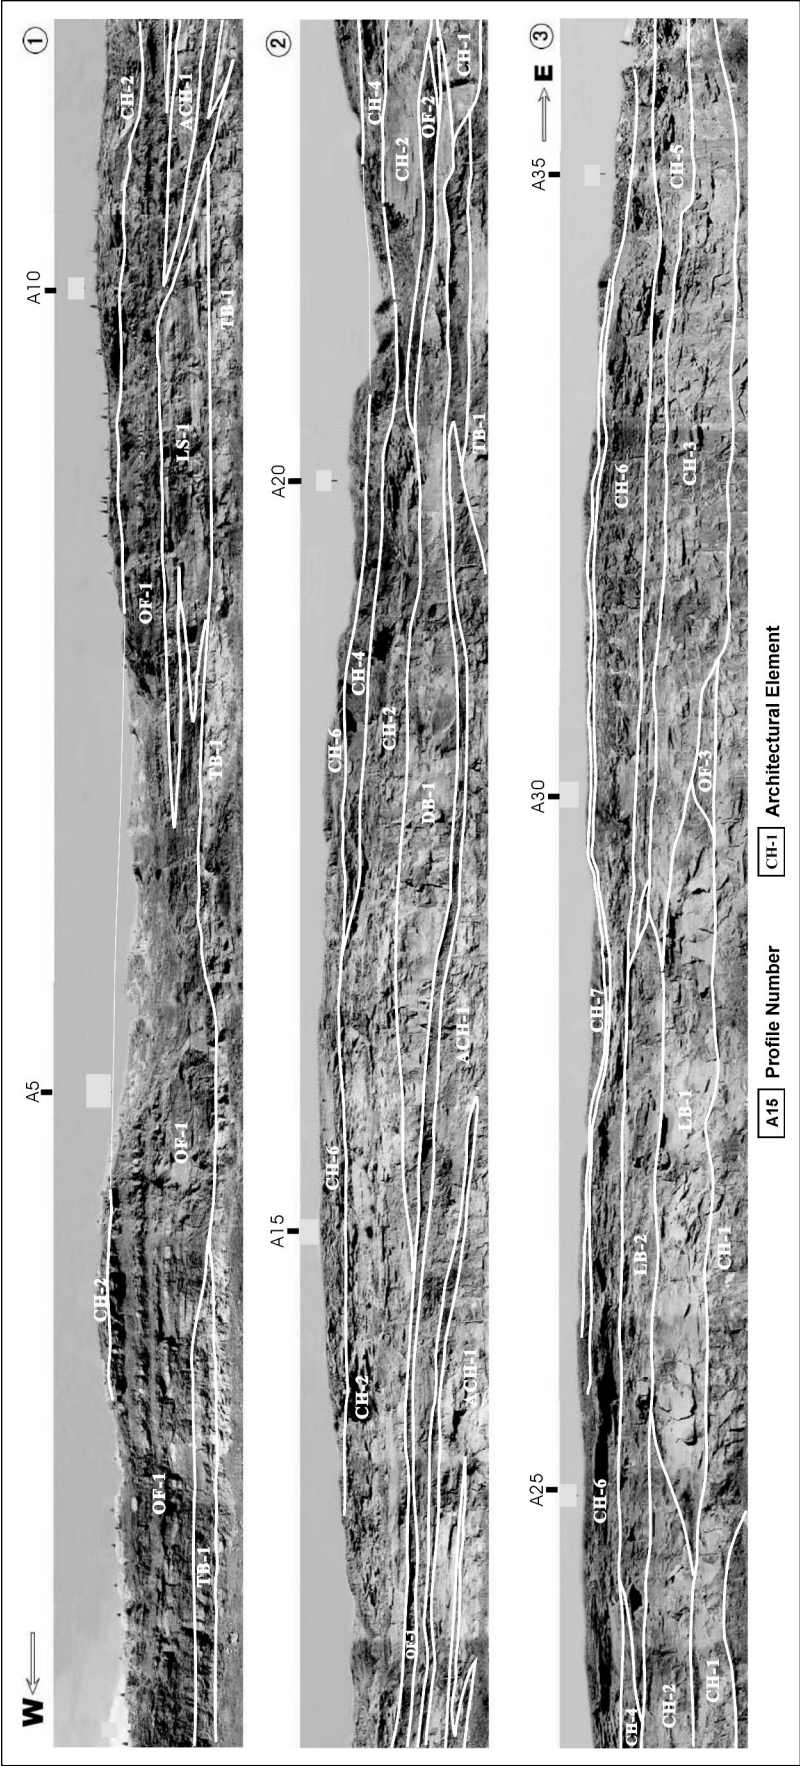 W
1
A5
A10
CH-2
CH-2
OF-1
OF-1
OF-1
ACH-1
LS-1
TB-1
TB-1
TB-1
2
A15
A20
CH-6
CH-6
CH-4
CH-4
CH-2
CH-2
CH-2
OF-1
DB-1
OF-2
ACH-1
ACH-1
TB-1
CH-1
3
E
A25
A30
A35
CH-6
CH-7
CH-6
CH-4
LB-2
CH-5
CH-2
LB-1
OF-3
CH-3
CH-1
CH-1
A15 Profile Number
CH-1 Architectural Element